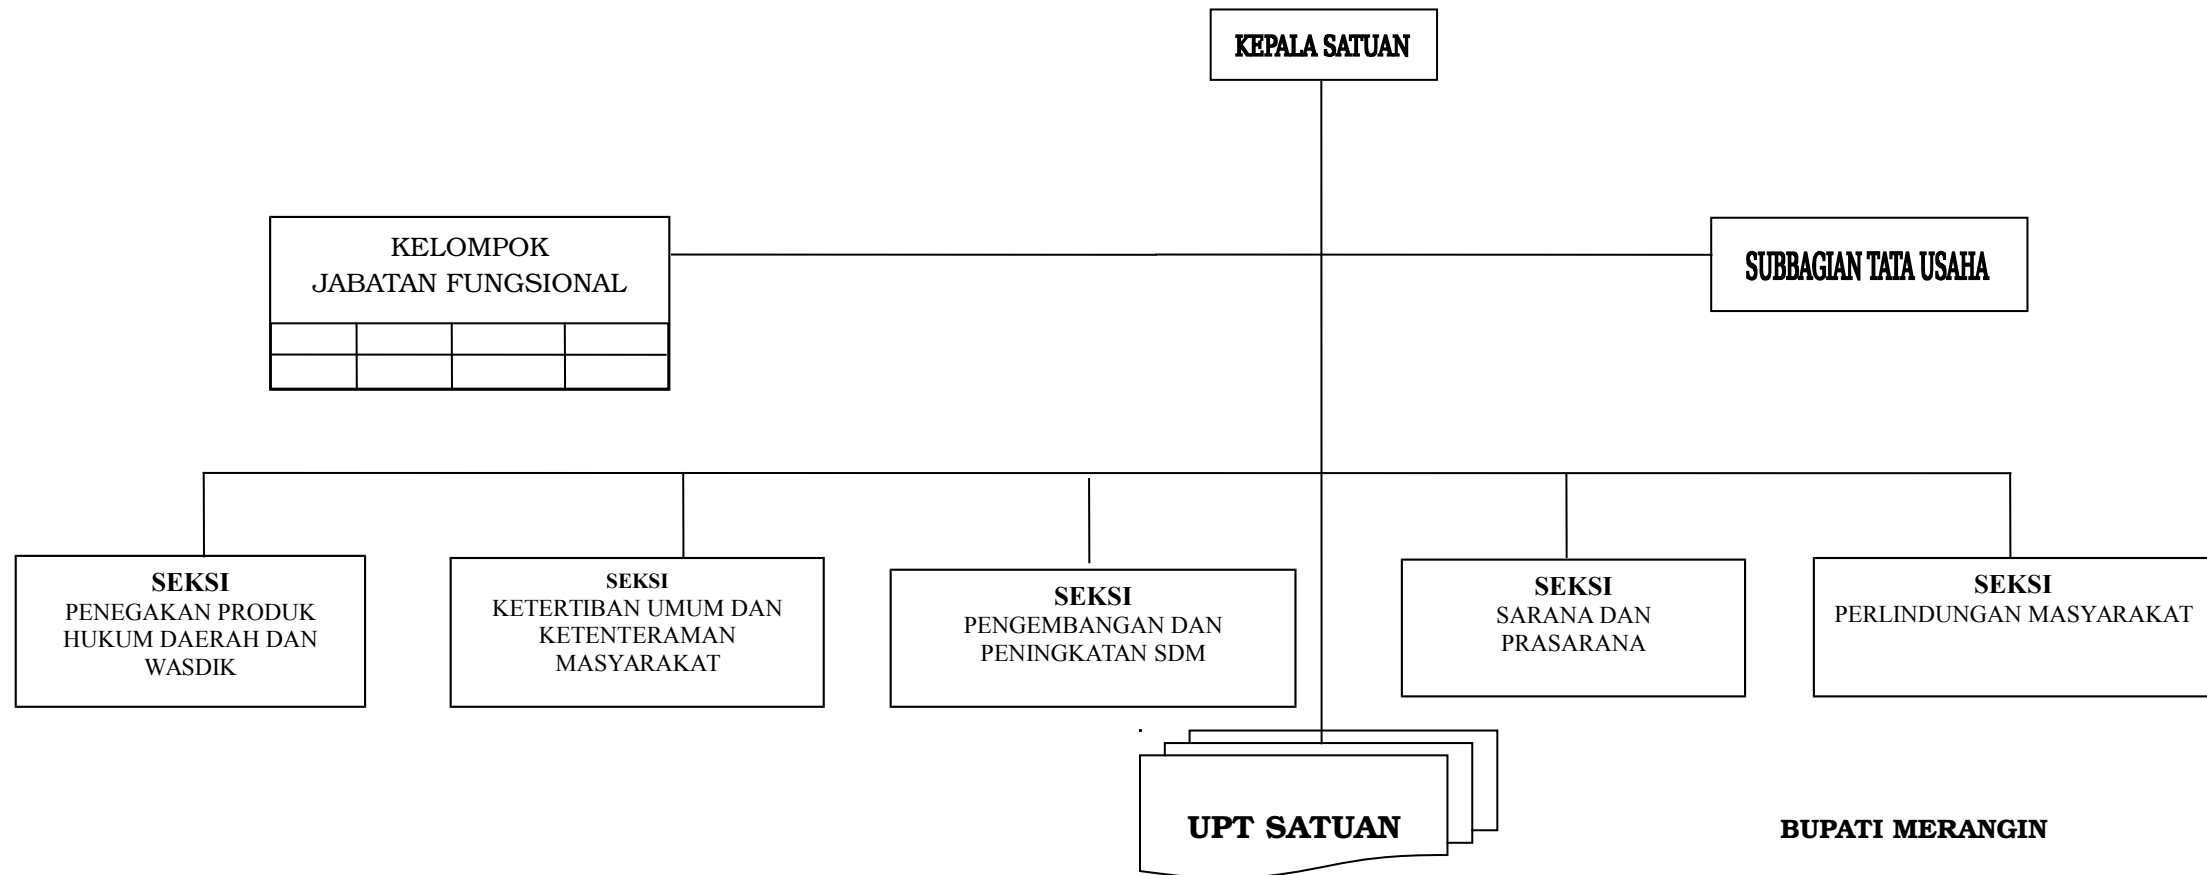 KEPALA SATUAN
KELOMPOK
JABATAN FUNGSIONAL
SUBBAGIAN TATA USAHA
SEKSI
PENEGAKAN PRODUK
HUKUM DAERAH DAN
WASDIK
SEKSI
KETERTIBAN UMUM DAN
KETENTERAMAN
MASYARAKAT
SEKSI
PENGEMBANGAN DAN
PENINGKATAN SDM
SEKSI
SARANA DAN
PRASARANA
SEKSI
PERLINDUNGAN MASYARAKAT
UPT SATUAN
BUPATI MERANGIN